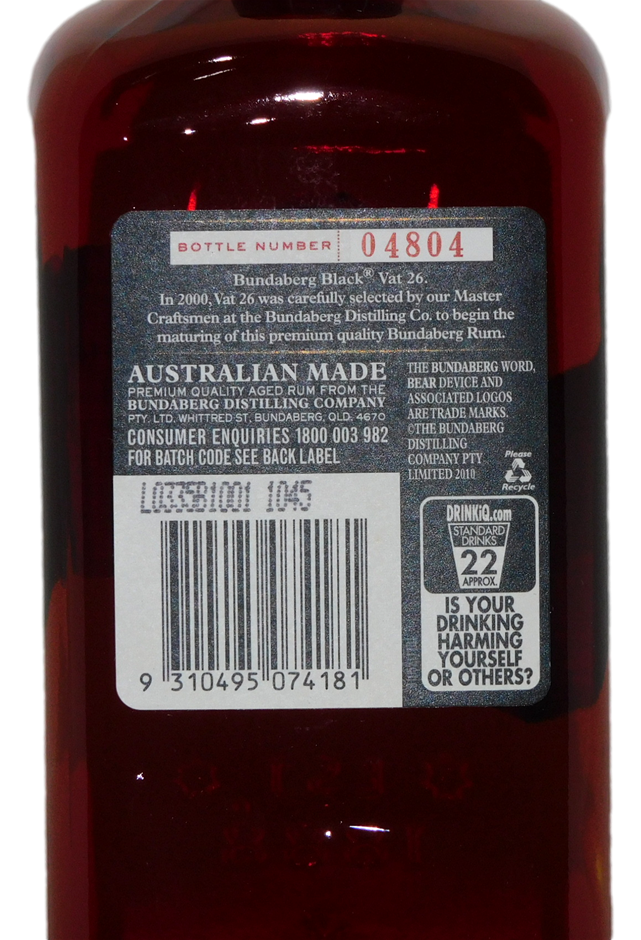 BOTTLE NUMBER 04804
Bundaberg Black® Vat 26.
In 2000, Vat 26 was carefully selected by our Master
Craftsmen at the Bundaberg Distilling Co. to begin the
maturing of this premium quality Bundaberg Rum.
AUSTRALIAN MADE
PREMIUM QUALITY AGED RUM FROM THE
BUNDABERG DISTILLING COMPANY
PTY. LTD. WHITTRED ST, BUNDABERG, QLD. 4670
CONSUMER ENQUIRIES 1800 003 982
FOR BATCH CODE SEE BACK LABEL
THE BUNDABERG WORD,
BEAR DEVICE AND
ASSOCIATED LOGOS
ARE TRADE MARKS.
©THE BUNDABERG
DISTILLING
COMPANY PTY
LIMITED 2010
Please
Recycle
L0335B1001 1045
9 310495 074181
DRINKiQ.com
STANDARD
DRINKS
22
APPROX.
IS YOUR
DRINKING
HARMING
YOURSELF
OR OTHERS?